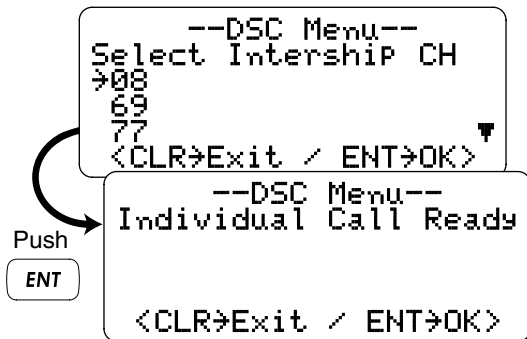 --DSC Menu--
Select Intership CH
→08
69
77 ▼
<CLR→Exit / ENT→OK>
--DSC Menu--
Individual Call Ready
<CLR→Exit / ENT→OK>
Push
ENT